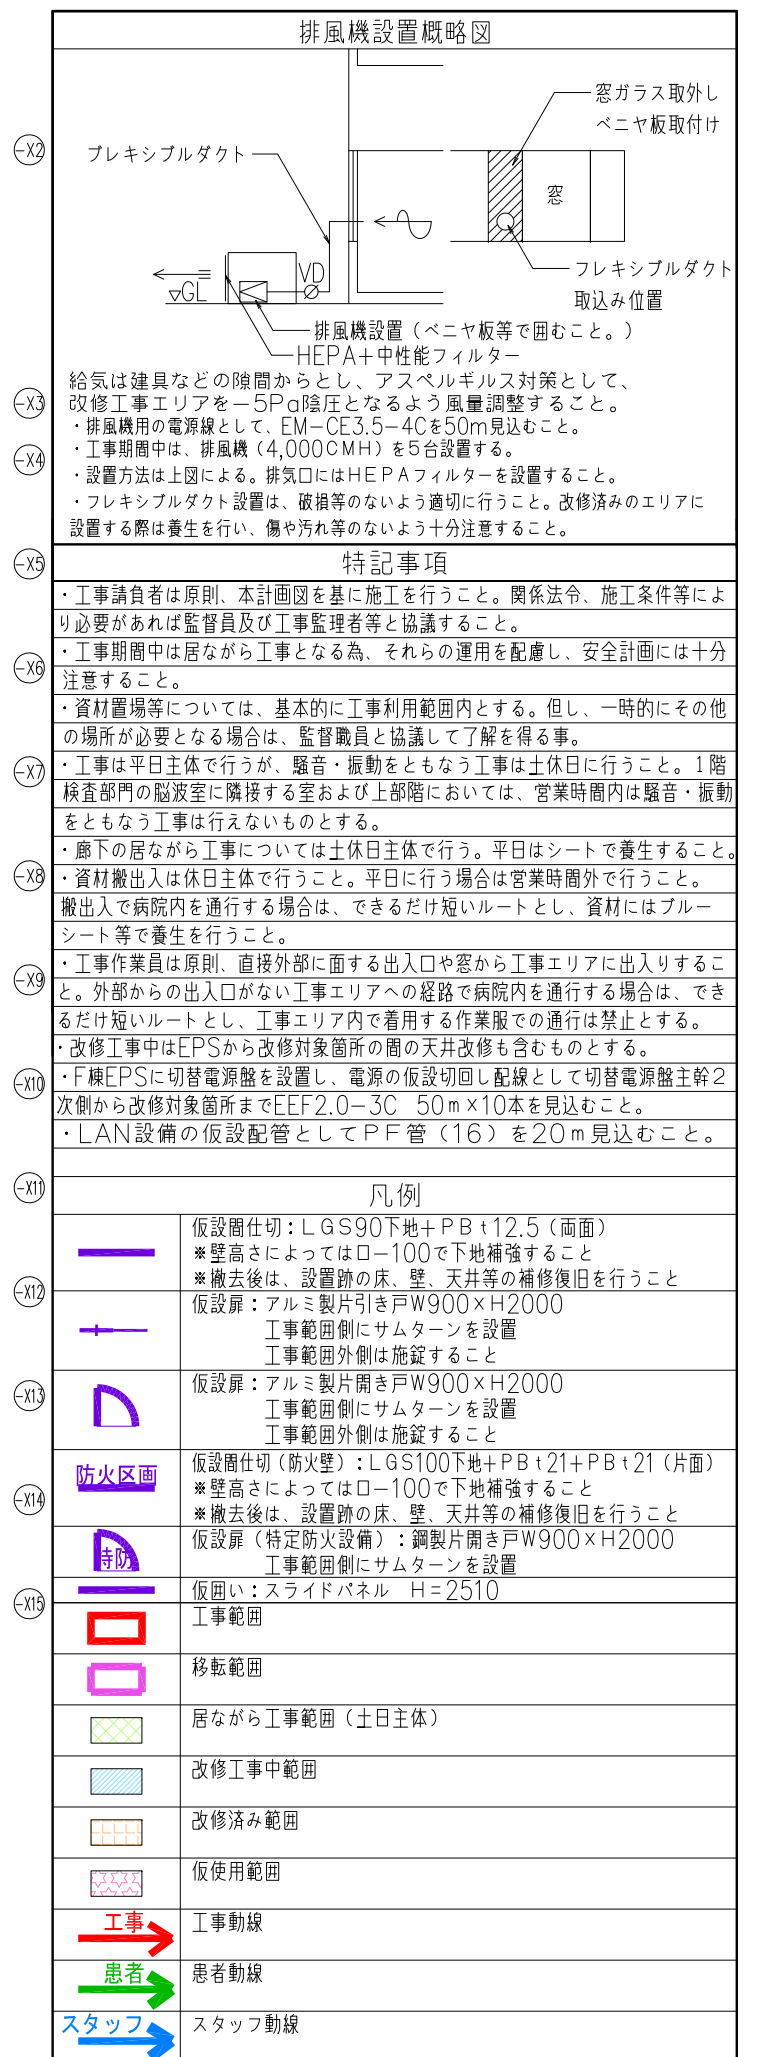 排風機設置概略図
窓ガラス取外し
ベニヤ板取付け
-X2
ブレキシブルダクト
窓
VD
▽GL
フレキシブルダクト
取込み位置
排風機設置（ベニヤ板等で囲むこと。）
HEPA+中性能フィルター
給気は建具などの隙間からとし、アスペルギルス対策として、
-X3
改修工事エリアを－5Pa陰圧となるよう風量調整すること。
・排風機用の電源線として、EM-CE3.5-4Cを50m見込むこと。
・工事期間中は、排風機（4,000CMH）を5台設置する。
-X4
・設置方法は上図による。排気口にはHEPAフィルターを設置すること。
・フレキシブルダクト設置は、破損等のないよう適切に行うこと。改修済みのエリアに
設置する際は養生を行い、傷や汚れ等のないよう十分注意すること。
-X5
特記事項
・工事請負者は原則、本計画図を基に施工を行うこと。関係法令、施工条件等によ
り必要があれば監督員及び工事監理者等と協議すること。
・工事期間中は居ながら工事となる為、それらの運用を配慮し、安全計画には十分
-X6
注意すること。
・資材置場等については、基本的に工事利用範囲内とする。但し、一時的にその他
の場所が必要となる場合は、監督職員と協議して了解を得る事。
-X7
・工事は平日主体で行うが、騒音・振動をともなう工事は土休日に行うこと。1階
検査部門の脳波室に隣接する室および上部階においては、営業時間内は騒音・振動
をともなう工事は行えないものとする。
・廊下の居ながら工事については土休日主体で行う。平日はシートで養生すること。
-X8
・資材搬出入は休日主体で行うこと。平日に行う場合は営業時間外で行うこと。
搬出入で病院内を通行する場合は、できるだけ短いルートとし、資材にはブルー
シート等で養生を行うこと。
・工事作業員は原則、直接外部に面する出入口や窓から工事エリアに出入りするこ
-X9
と。外部からの出入口がない工事エリアへの経路で病院内を通行する場合は、でき
るだけ短いルートとし、工事エリア内で着用する作業服での通行は禁止とする。
・改修工事中はEPSから改修対象箇所の間の天井改修も含むものとする。
-X10
・F棟EPSに切替電源盤を設置し、電源の仮設切回し配線として切替電源盤主幹2
次側から改修対象箇所までEEF2.0-3C 50m×10本を見込むこと。
・LAN設備の仮設配管としてPF管（16）を20m見込むこと。
-X11
凡例
仮設間仕切：LGS90下地+PBt12.5（両面）
※壁高さによっては口-100で下地補強すること
※撤去後は、設置跡の床、壁、天井等の補修復旧を行うこと
-X12
仮設扉：アルミ製片引き戸W900×H2000
工事範囲側にサムターンを設置
工事範囲外側は施錠すること
-X13
仮設扉：アルミ製片開き戸W900×H2000
工事範囲側にサムターンを設置
工事範囲外側は施錠すること
防火区画
仮設間仕切（防火壁）：LGS100下地+PBt21+PBt21（片面）
※壁高さによっては口-100で下地補強すること
-X14
※撤去後は、設置跡の床、壁、天井等の補修復旧を行うこと
特防
仮設扉（特定防火設備）：鋼製片開き戸W900×H2000
工事範囲側にサムターンを設置
仮囲い：スライドパネル H=2510
-X15
工事範囲
移転範囲
居ながら工事範囲（土日主体）
改修工事中範囲
改修済み範囲
仮使用範囲
工事
工事動線
患者
患者動線
スタッフ
スタッフ動線